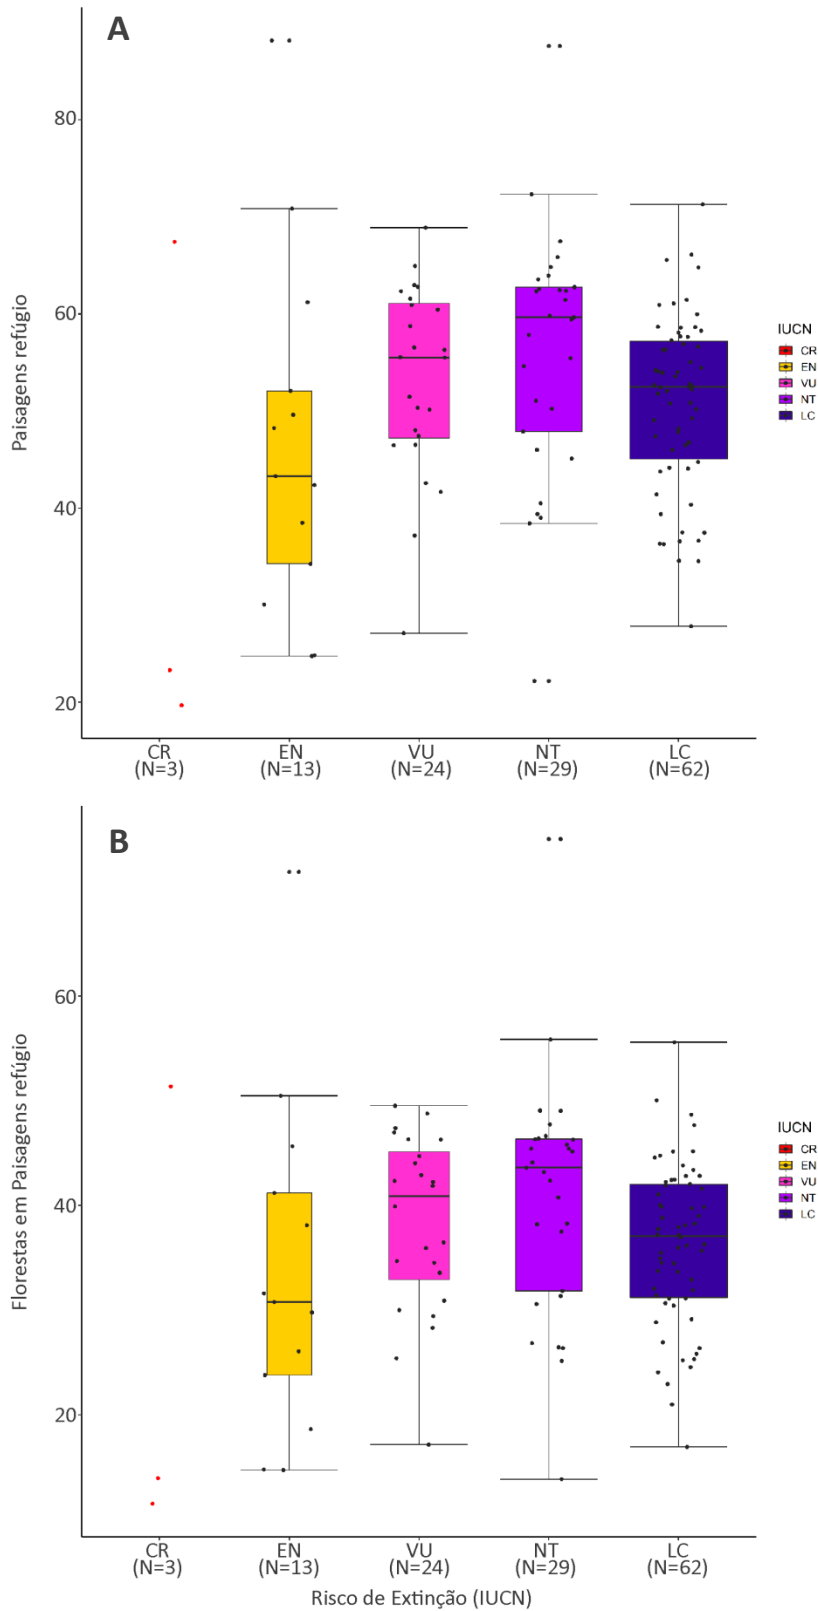 A
80
60
40
20
Paisagens refúgio
CR
(N=3)
EN
(N=13)
VU
(N=24)
NT
(N=29)
LC
(N=62)
IUCN
CR
EN
VU
NT
LC
B
60
40
20
Florestas em Paisagens refúgio
CR
(N=3)
EN
(N=13)
VU
(N=24)
NT
(N=29)
LC
(N=62)
Risco de Extinção (IUCN)
IUCN
CR
EN
VU
NT
LC